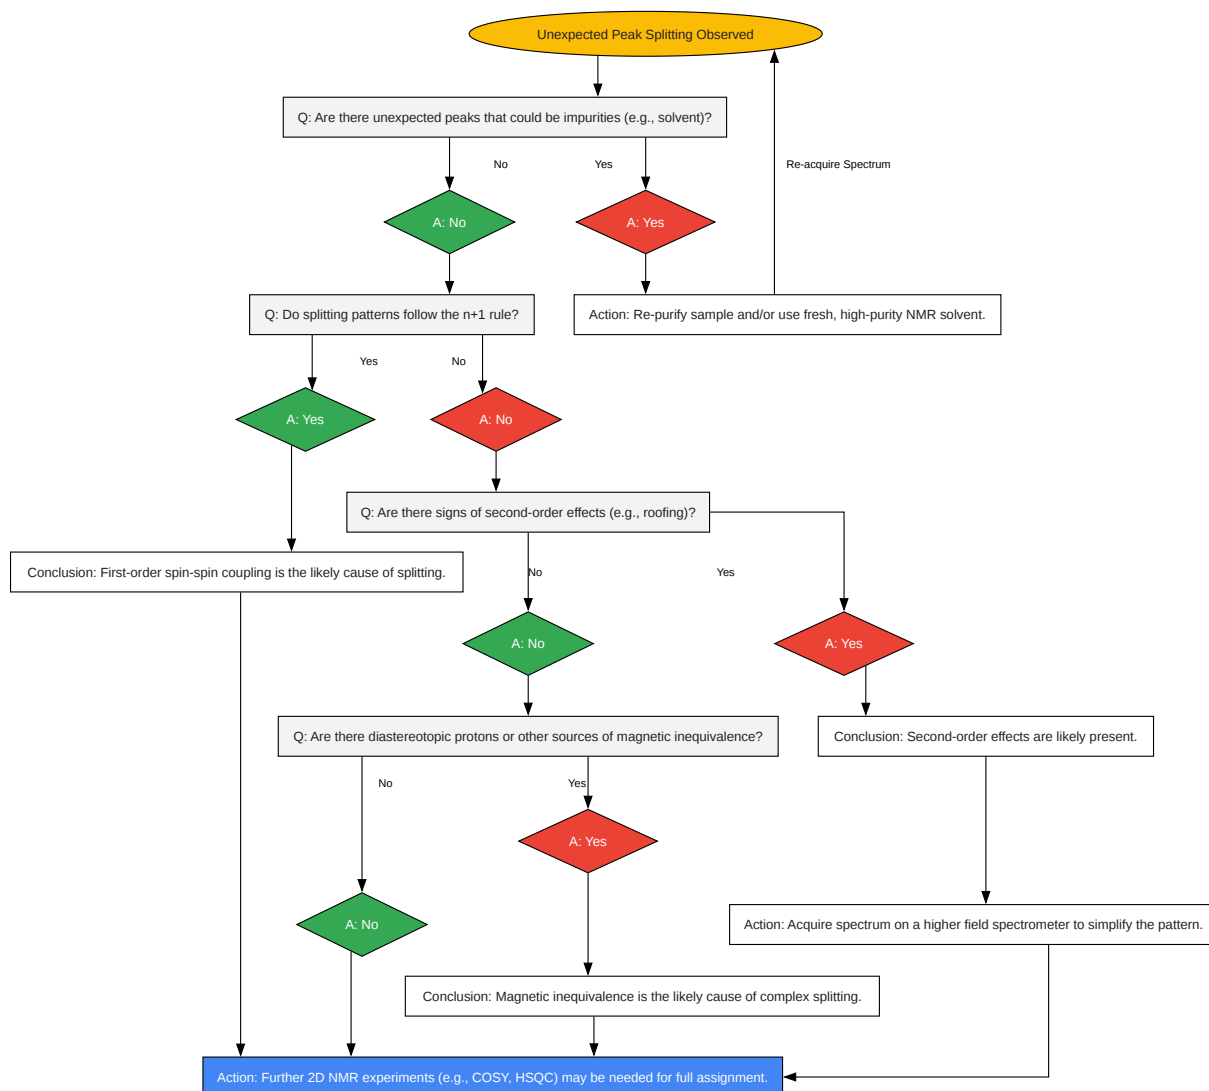 Unexpected Peak Splitting Observed
Q: Are there unexpected peaks that could be impurities (e.g., solvent)?
No
Yes
Re-acquire Spectrum
A: No
A: Yes
Q: Do splitting patterns follow the n+1 rule?
Action: Re-purify sample and/or use fresh, high-purity NMR solvent.
Yes
No
A: Yes
A: No
Q: Are there signs of second-order effects (e.g., roofing)?
Conclusion: First-order spin-spin coupling is the likely cause of splitting.
No
Yes
A: No
A: Yes
Q: Are there diastereotopic protons or other sources of magnetic inequivalence?
Conclusion: Second-order effects are likely present.
No
Yes
A: Yes
A: No
Action: Acquire spectrum on a higher field spectrometer to simplify the pattern.
Conclusion: Magnetic inequivalence is the likely cause of complex splitting.
Action: Further 2D NMR experiments (e.g., COSY, HSQC) may be needed for full assignment.